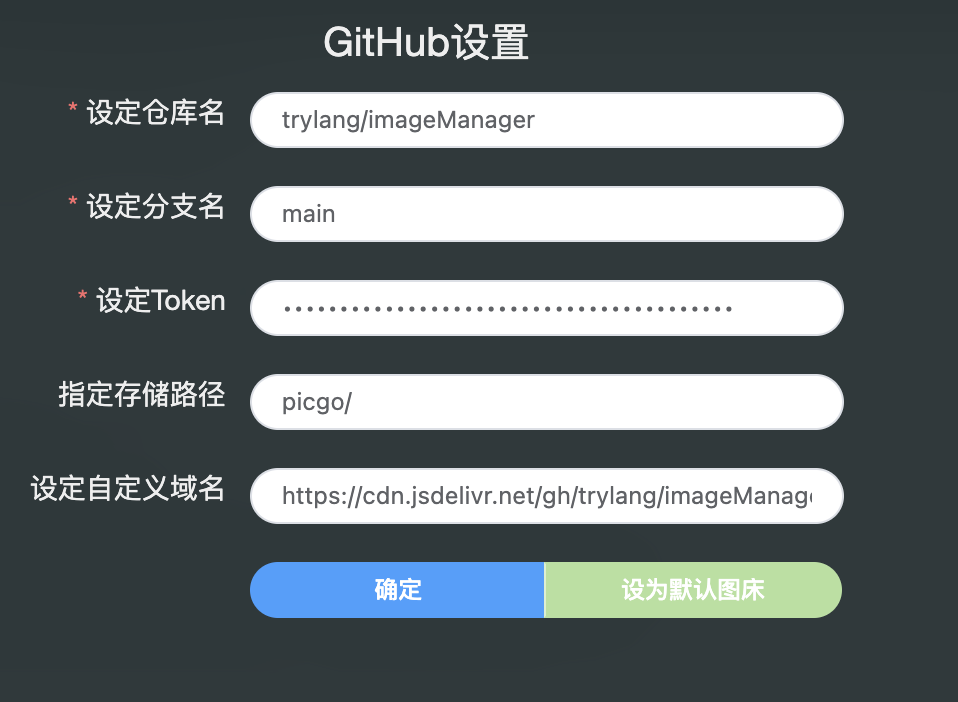 GitHub设置
* 设定仓库名
trylang/imageManager
* 设定分支名
main
* 设定Token
••••••••••••••••••••••••••••••••••••••••
指定存储路径
picgo/
设定自定义域名
https://cdn.jsdelivr.net/gh/trylang/imageManag
确定
设为默认图床